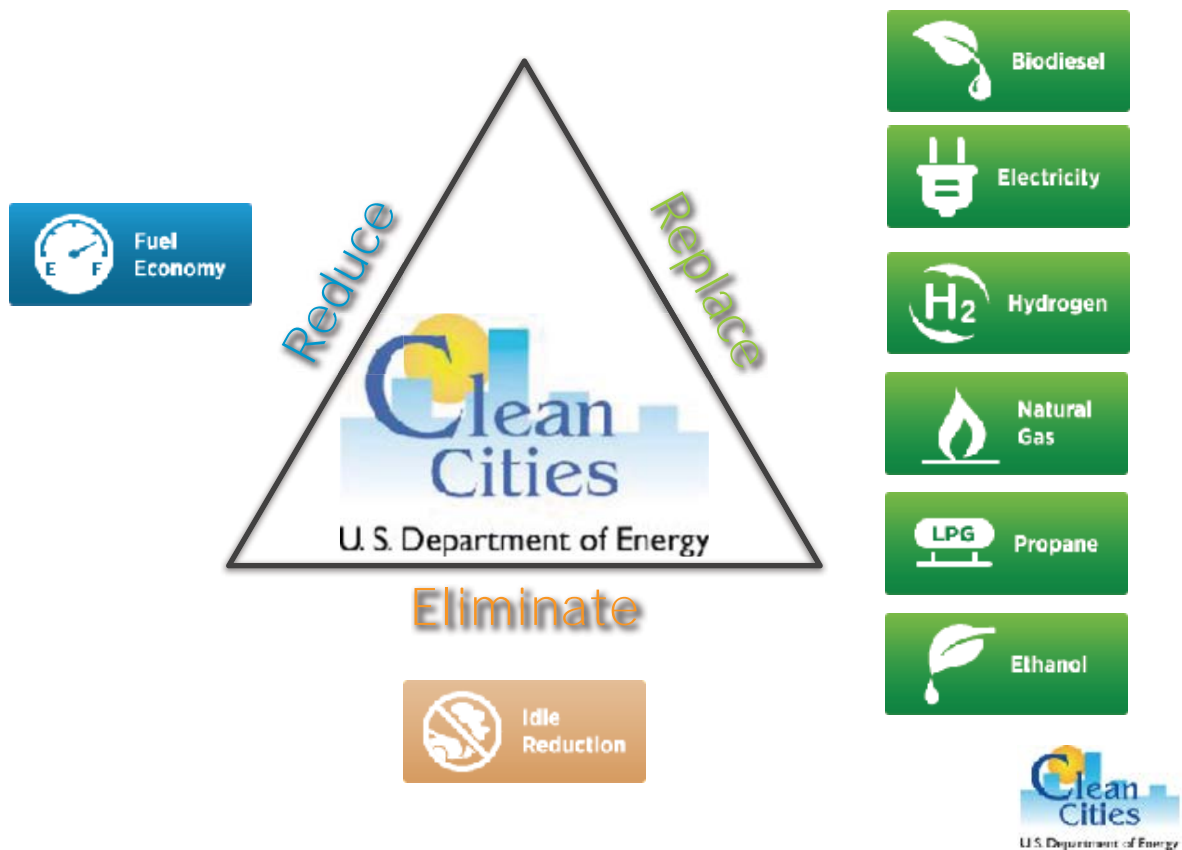 Biodiesel
Electricity
Reduce
Replace
E F
Fuel
Economy
H2
Hydrogen
Clean
Cities
U. S. Department of Energy
Natural
Gas
LPG
Propane
Eliminate
Ethanol
Idle
Reduction
Clean
Cities
U.S. Department of Energy